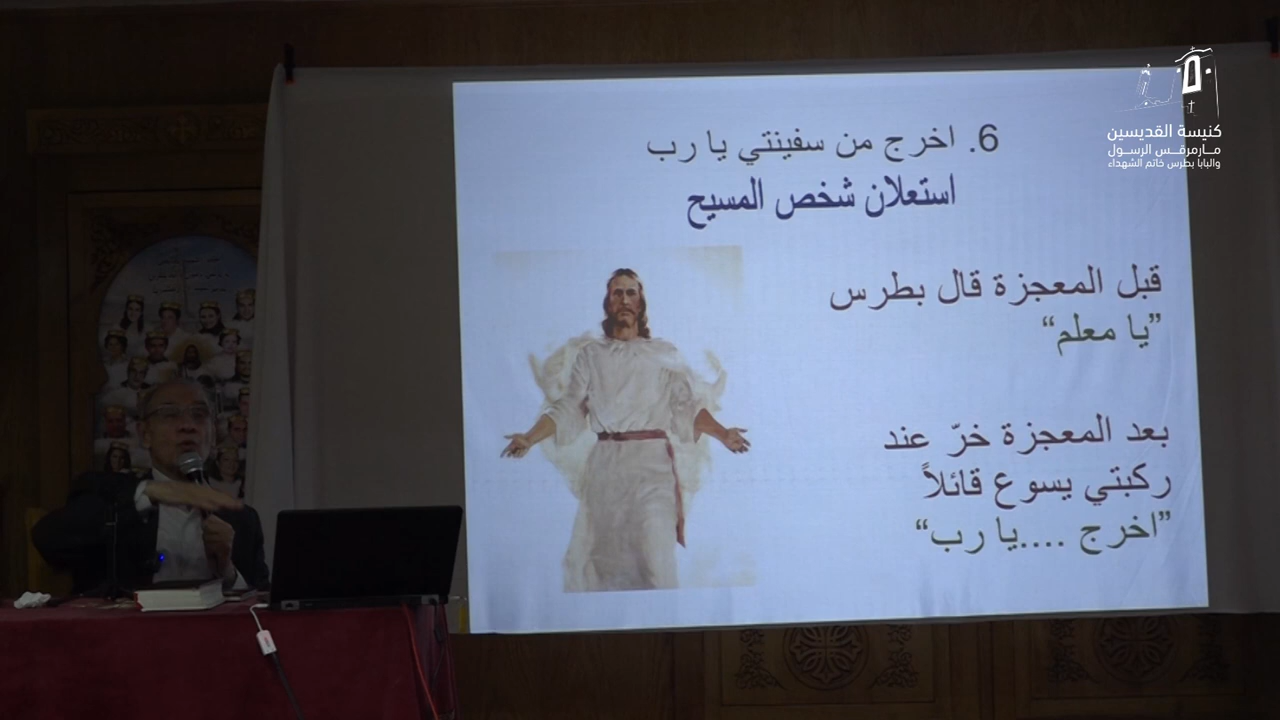 6. اخرج من سفينتي يا رب
استعلان شخص المسيح
قبل المعجزة قال بطرس
”يا معلم“
بعد المعجزة خرّ عند
ركبتي يسوع قائلاً
”اخرج ....يا رب“
كنيسة القديسين
مارمرقس الرسول
والبابا بطرس خاتم الشهداء